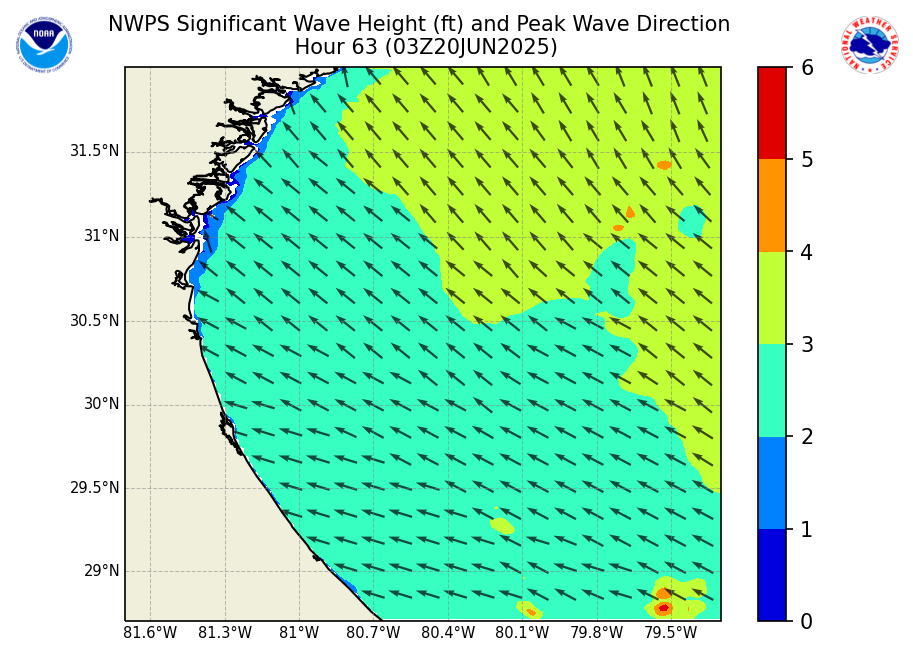 NWPS Significant Wave Height (ft) and Peak Wave Direction
Hour 63 (03Z20JUN2025)
NOAA
NATIONAL WEATHER SERVICE
6
5
4
3
2
1
0
31.5°N
31°N
30.5°N
30°N
29.5°N
29°N
81.6°W 81.3°W 81°W 80.7°W 80.4°W 80.1°W 79.8°W 79.5°W